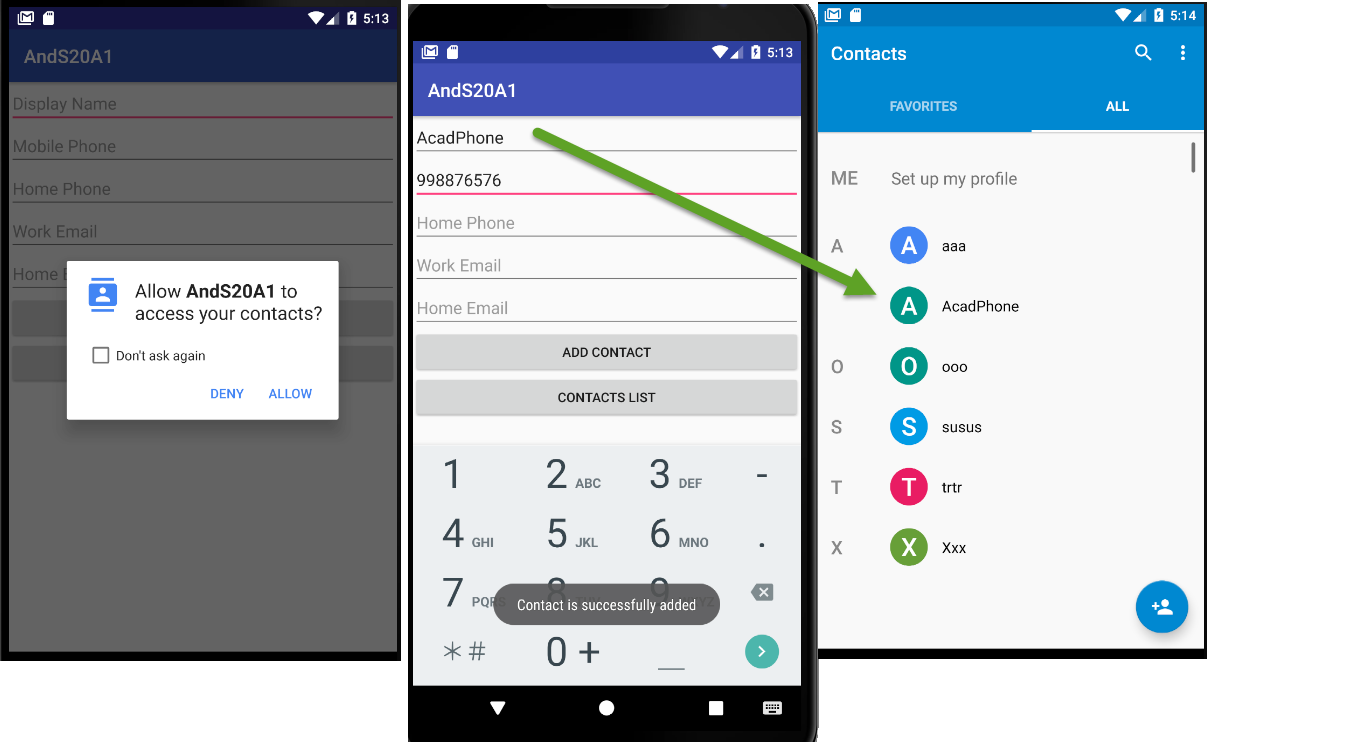 5:13
AndS20A1
Display Name
Mobile Phone
Home Phone
Work Email
Home E
Allow AndS20A1 to
access your contacts?
Don't ask again
DENY ALLOW
5:13
AndS20A1
AcadPhone
998876576
Home Phone
Work Email
Home Email
ADD CONTACT
CONTACTS LIST
1 2 ABC 3 DEF -
4 GHI 5 JKL 6 MNO .
7 PQRS 8 9
Contact is successfully added
*# 0 + _
5:14
Contacts
FAVORITES ALL
ME Set up my profile
A A aaa
A AcadPhone
O O ooo
S S susus
T T trtr
X X Xxx